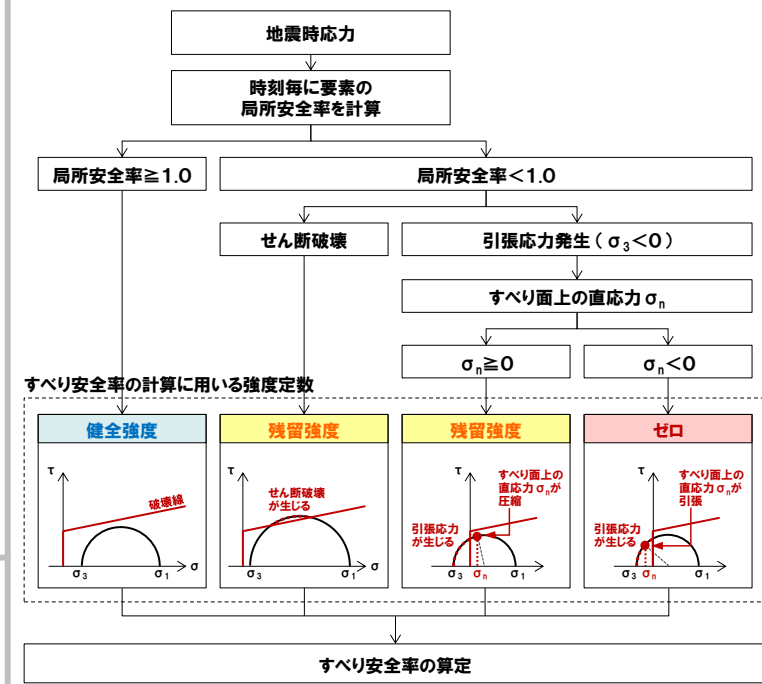 地震時応力
時刻毎に要素の
局所安全率を計算
局所安全率≧1.0
局所安全率<1.0
せん断破壊
引張応力発生(σ3<0)
すべり面上の直応力σn
σn≧0
σn<0
すべり安全率の計算に用いる強度定数
健全強度
残留強度
残留強度
ゼロ
τ
破壊線
σ3
σ1
σ
τ
せん断破壊
が生じる
σ3
σ1
σ
τ
すべり面上の
直応力σnが
圧縮
引張応力
が生じる
σ3
σn
σ1
τ
すべり面上の
直応力σnが
引張
引張応力
が生じる
σ3
σn
σ1
すべり安全率の算定